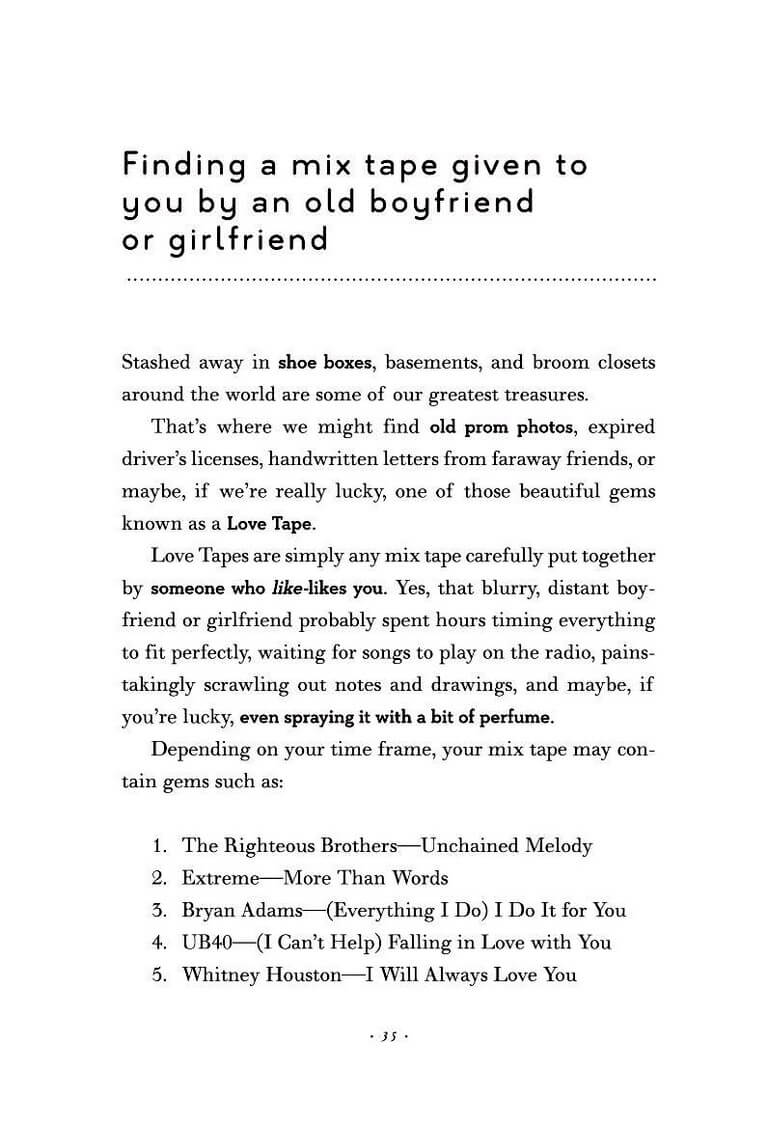 Finding a mix tape given to
you by an old boyfriend
or girlfriend
Stashed away in shoe boxes, basements, and broom closets
around the world are some of our greatest treasures.
That’s where we might find old prom photos, expired
driver’s licenses, handwritten letters from faraway friends, or
maybe, if we’re really lucky, one of those beautiful gems
known as a Love Tape.
Love Tapes are simply any mix tape carefully put together
by someone who like-likes you. Yes, that blurry, distant boy-
friend or girlfriend probably spent hours timing everything
to fit perfectly, waiting for songs to play on the radio, pains-
takingly scrawling out notes and drawings, and maybe, if
you’re lucky, even spraying it with a bit of perfume.
Depending on your time frame, your mix tape may con-
tain gems such as:
1. The Righteous Brothers—Unchained Melody
2. Extreme—More Than Words
3. Bryan Adams—(Everything I Do) I Do It for You
4. UB40—(I Can’t Help) Falling in Love with You
5. Whitney Houston—I Will Always Love You
· 35 ·